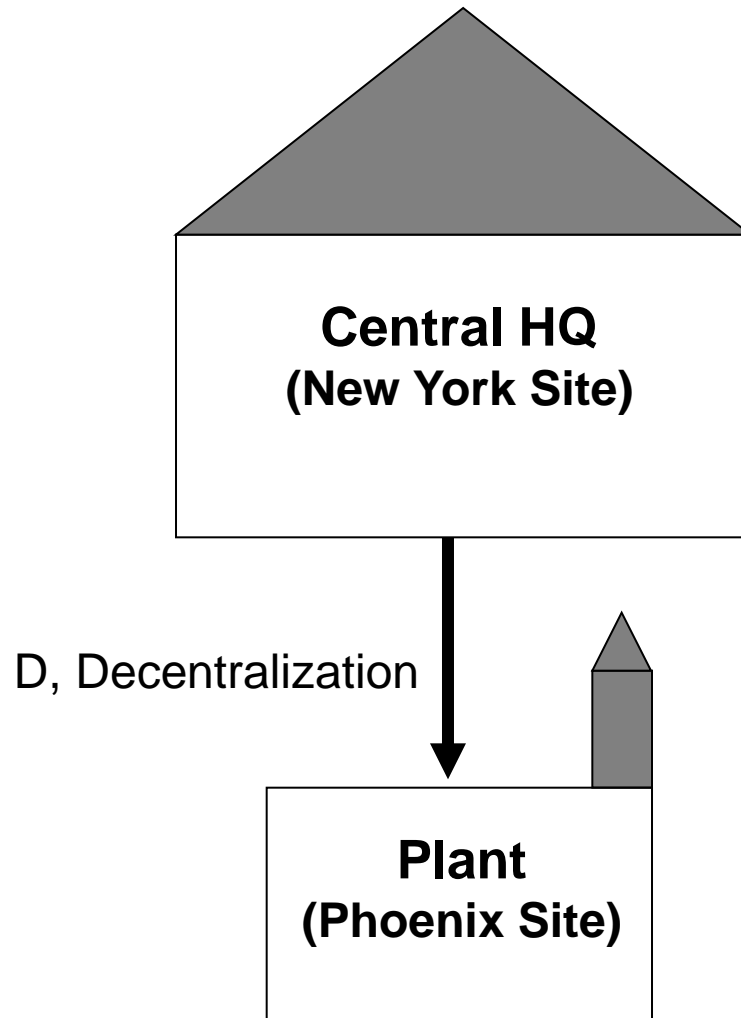 Central HQ
(New York Site)
D, Decentralization
Plant
(Phoenix Site)